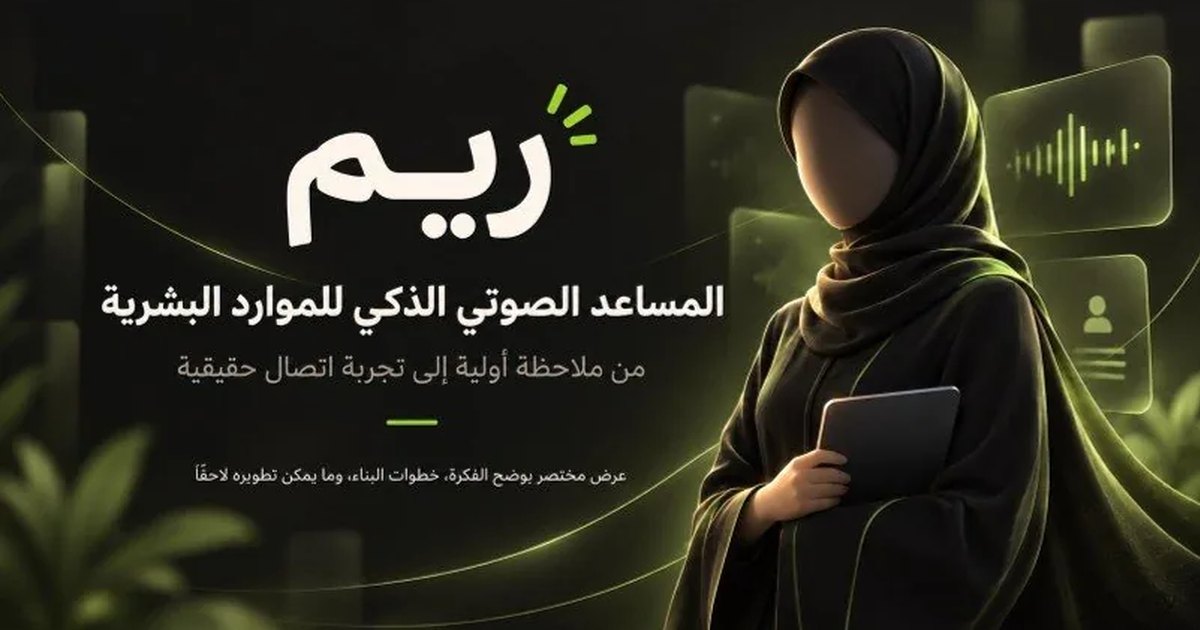 ريم
المساعد الصوتي الذكي للموارد البشرية
من ملاحظة أولية إلى تجربة اتصال حقيقية
عرض مختصر يوضح الفكرة، خطوات البناء، وما يمكن تطويره لاحقًا